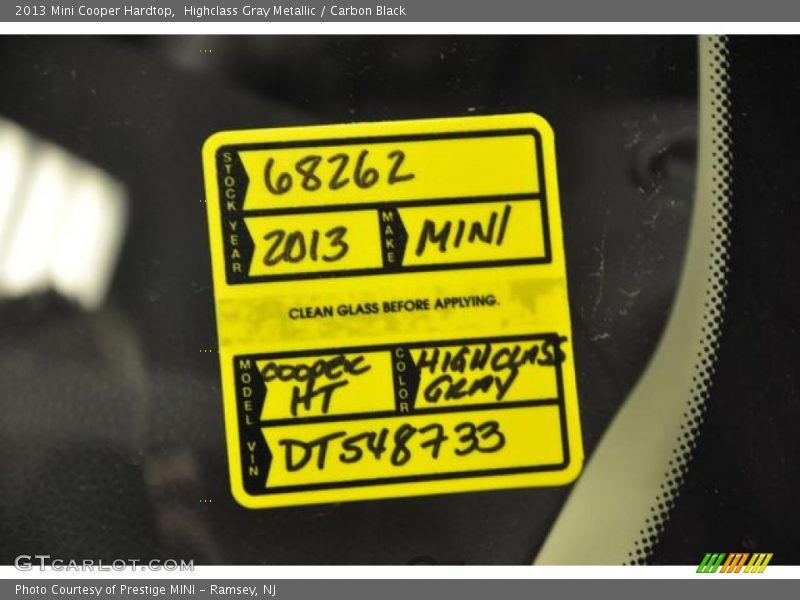 2013 Mini Cooper Hardtop,  Highclass Gray Metallic / Carbon Black
STOCK 68262
YEAR 2013 MAKE MINI
CLEAN GLASS BEFORE APPLYING.
MODEL COOPER HT COLOR HIGHCLASS GRAY
VIN DT548733
GTCARLOT.COM
Photo Courtesy of Prestige MINI - Ramsey, NJ